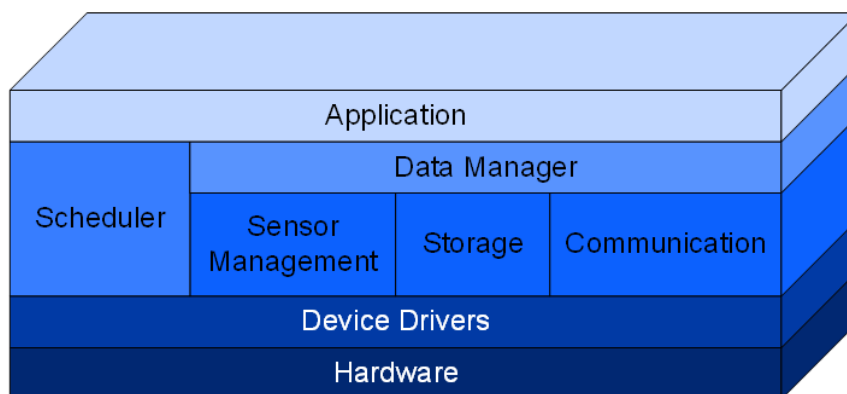 Application
Data Manager
Scheduler
Sensor
Management
Storage
Communication
Device Drivers
Hardware